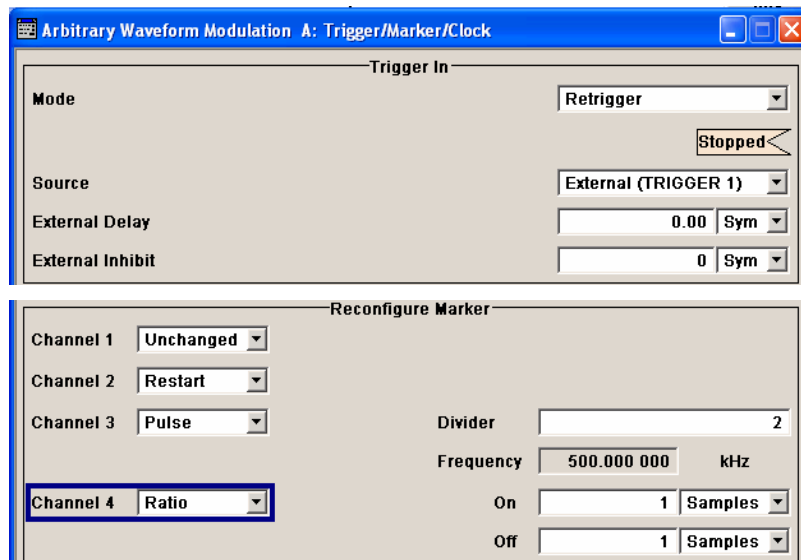 Arbitrary Waveform Modulation A: Trigger/Marker/Clock
Trigger In
Mode Retrigger
Stopped
Source External (TRIGGER 1)
External Delay 0.00 Sym
External Inhibit 0 Sym
Reconfigure Marker
Channel 1 Unchanged
Channel 2 Restart
Channel 3 Pulse Divider 2
Frequency 500.000 000 kHz
Channel 4 Ratio On 1 Samples
Off 1 Samples